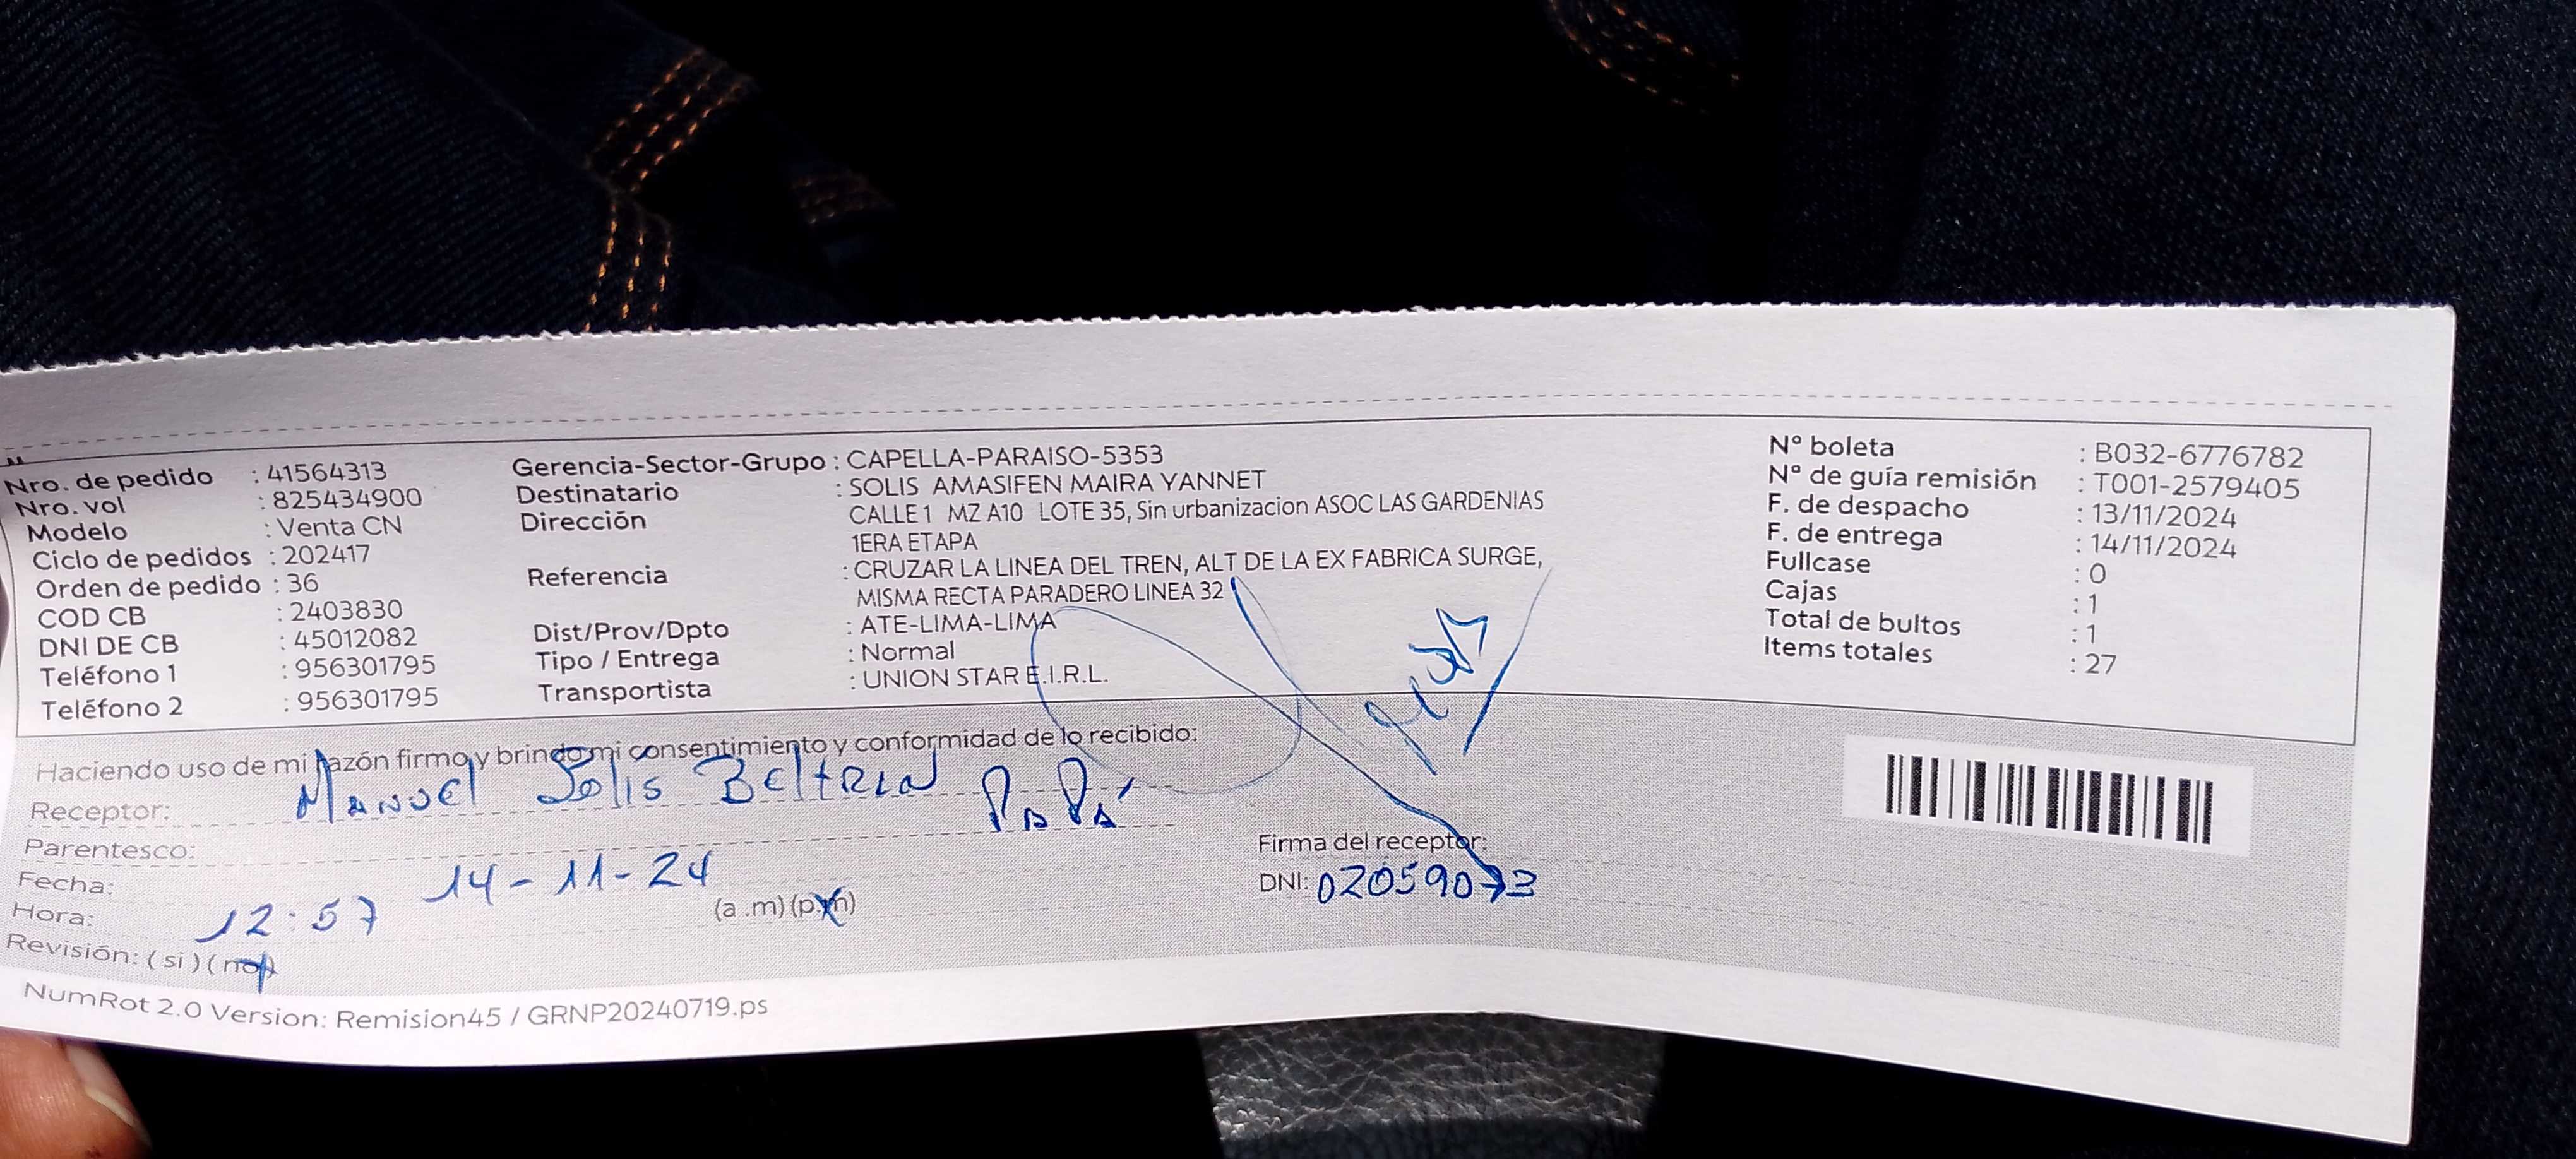 Nro. de pedido : 41564313
Nro. vol : 825434900
Modelo : Venta CN
Ciclo de pedidos : 202417
Orden de pedido : 36
COD CB : 2403830
DNI DE CB : 45012082
Teléfono 1 : 956301795
Teléfono 2 : 956301795
Gerencia-Sector-Grupo : CAPELLA-PARAISO-5353
Destinatario : SOLIS AMASIFEN MAIRA YANNET
Dirección CALLE 1 MZ A10 LOTE 35, Sin urbanizacion ASOC LAS GARDENIAS
1ERA ETAPA
Referencia : CRUZAR LA LINEA DEL TREN, ALT DE LA EX FABRICA SURGE,
MISMA RECTA PARADERO LINEA 32
Dist/Prov/Dpto : ATE-LIMA-LIMA
Tipo / Entrega : Normal
Transportista : UNION STAR E.I.R.L.
Nº boleta : B032-6776782
Nº de guía remisión : T001-2579405
F. de despacho : 13/11/2024
F. de entrega : 14/11/2024
Fullcase : 0
Cajas : 1
Total de bultos : 1
Items totales : 27
Haciendo uso de mi razón firmo y brindo mi consentimiento y conformidad de lo recibido:
Receptor: MANUEL Solis BELTRAN
Parentesco: PAPÁ
Fecha: 14-11-24
Hora: 12:57 (a .m) (p.m)
Revisión: ( si ) ( no )
Firma del receptor:
DNI: 02059073
NumRot 2.0 Version: Remision45 / GRNP20240719.ps